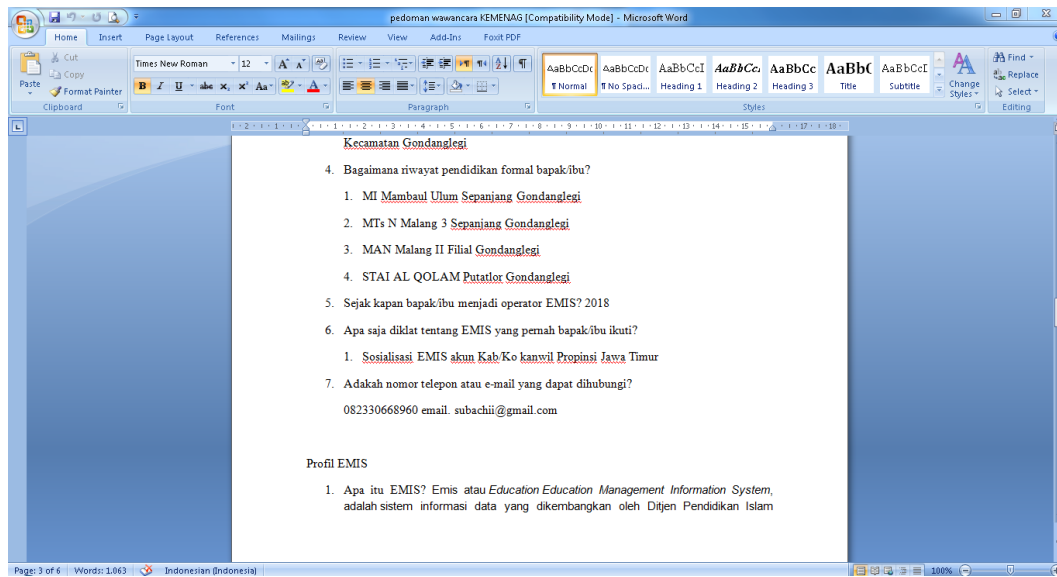 pedoman wawancara KEMENAG [Compatibility Mode] - Microsoft Word
Home Insert Page Layout References Mailings Review View Add-Ins Foxit PDF
Paste
Cut
Copy
Format Painter
Clipboard
Times New Roman 12
Font
Paragraph
AaBbCcDc AaBbCcDc AaBbCcI AaBbCc. AaBbCc AaBb( AaBbCcI
¶ Normal ¶ No Spaci... Heading 1 Heading 2 Heading 3 Title Subtitle
Change Styles
Styles
Find
Replace
Select
Editing
Kecamatan Gondanglegi
4. Bagaimana riwayat pendidikan formal bapak/ibu?
1. MI Mambaul Ulum Sepanjang Gondanglegi
2. MTs N Malang 3 Sepanjang Gondanglegi
3. MAN Malang II Filial Gondanglegi
4. STAI AL QOLAM Putatlor Gondanglegi
5. Sejak kapan bapak/ibu menjadi operator EMIS? 2018
6. Apa saja diklat tentang EMIS yang pernah bapak/ibu ikuti?
1. Sosialisasi EMIS akun Kab/Ko kanwil Propinsi Jawa Timur
7. Adakah nomor telepon atau e-mail yang dapat dihubungi?
082330668960 email. subachii@gmail.com
Profil EMIS
1. Apa itu EMIS? Emis atau Education Education Management Information System,
adalah sistem informasi data yang dikembangkan oleh Ditjen Pendidikan Islam
Page: 3 of 6 Words: 1.063 Indonesian (Indonesia) 100%